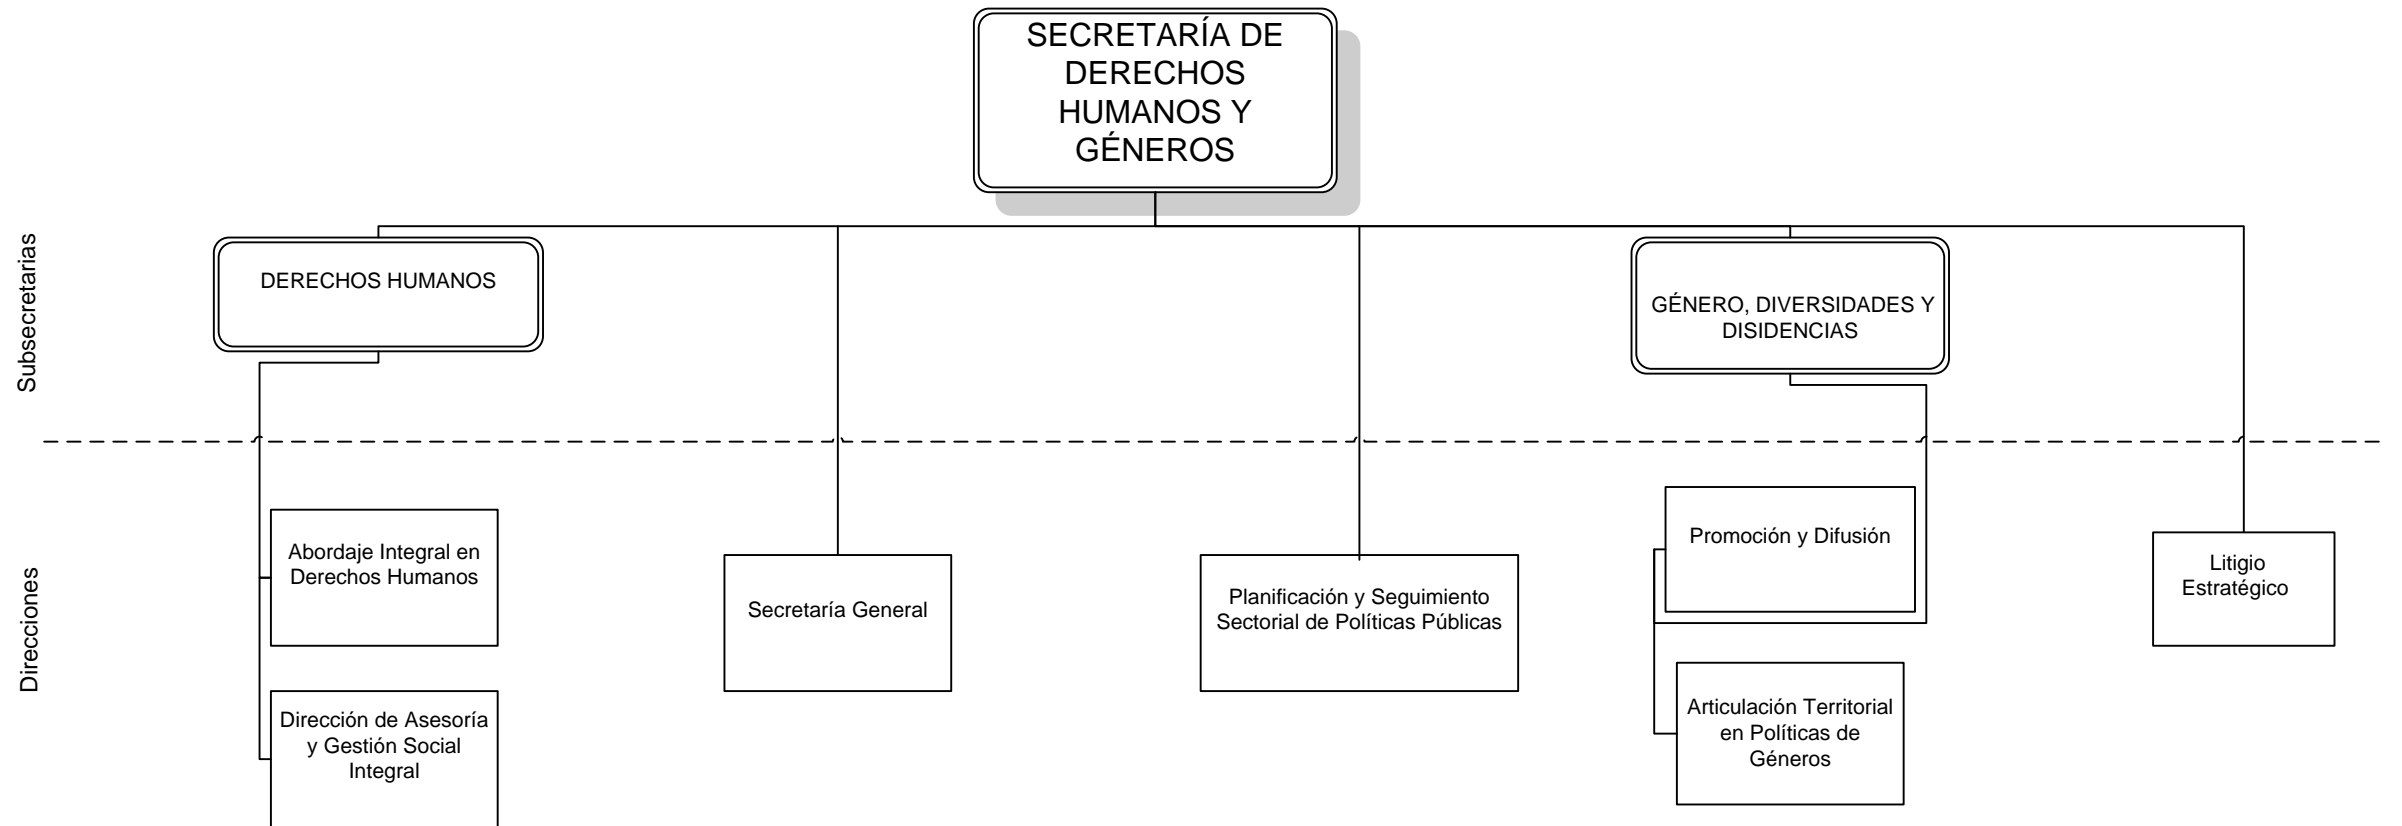 SECRETARÍA DE
DERECHOS
HUMANOS Y
GÉNEROS
Subsecretarias
DERECHOS HUMANOS
GÉNERO, DIVERSIDADES Y
DISIDENCIAS
Direcciones
Abordaje Integral en
Derechos Humanos
Dirección de Asesoría
y Gestión Social
Integral
Secretaría General
Planificación y Seguimiento
Sectorial de Políticas Públicas
Promoción y Difusión
Articulación Territorial
en Políticas de
Géneros
Litigio
Estratégico